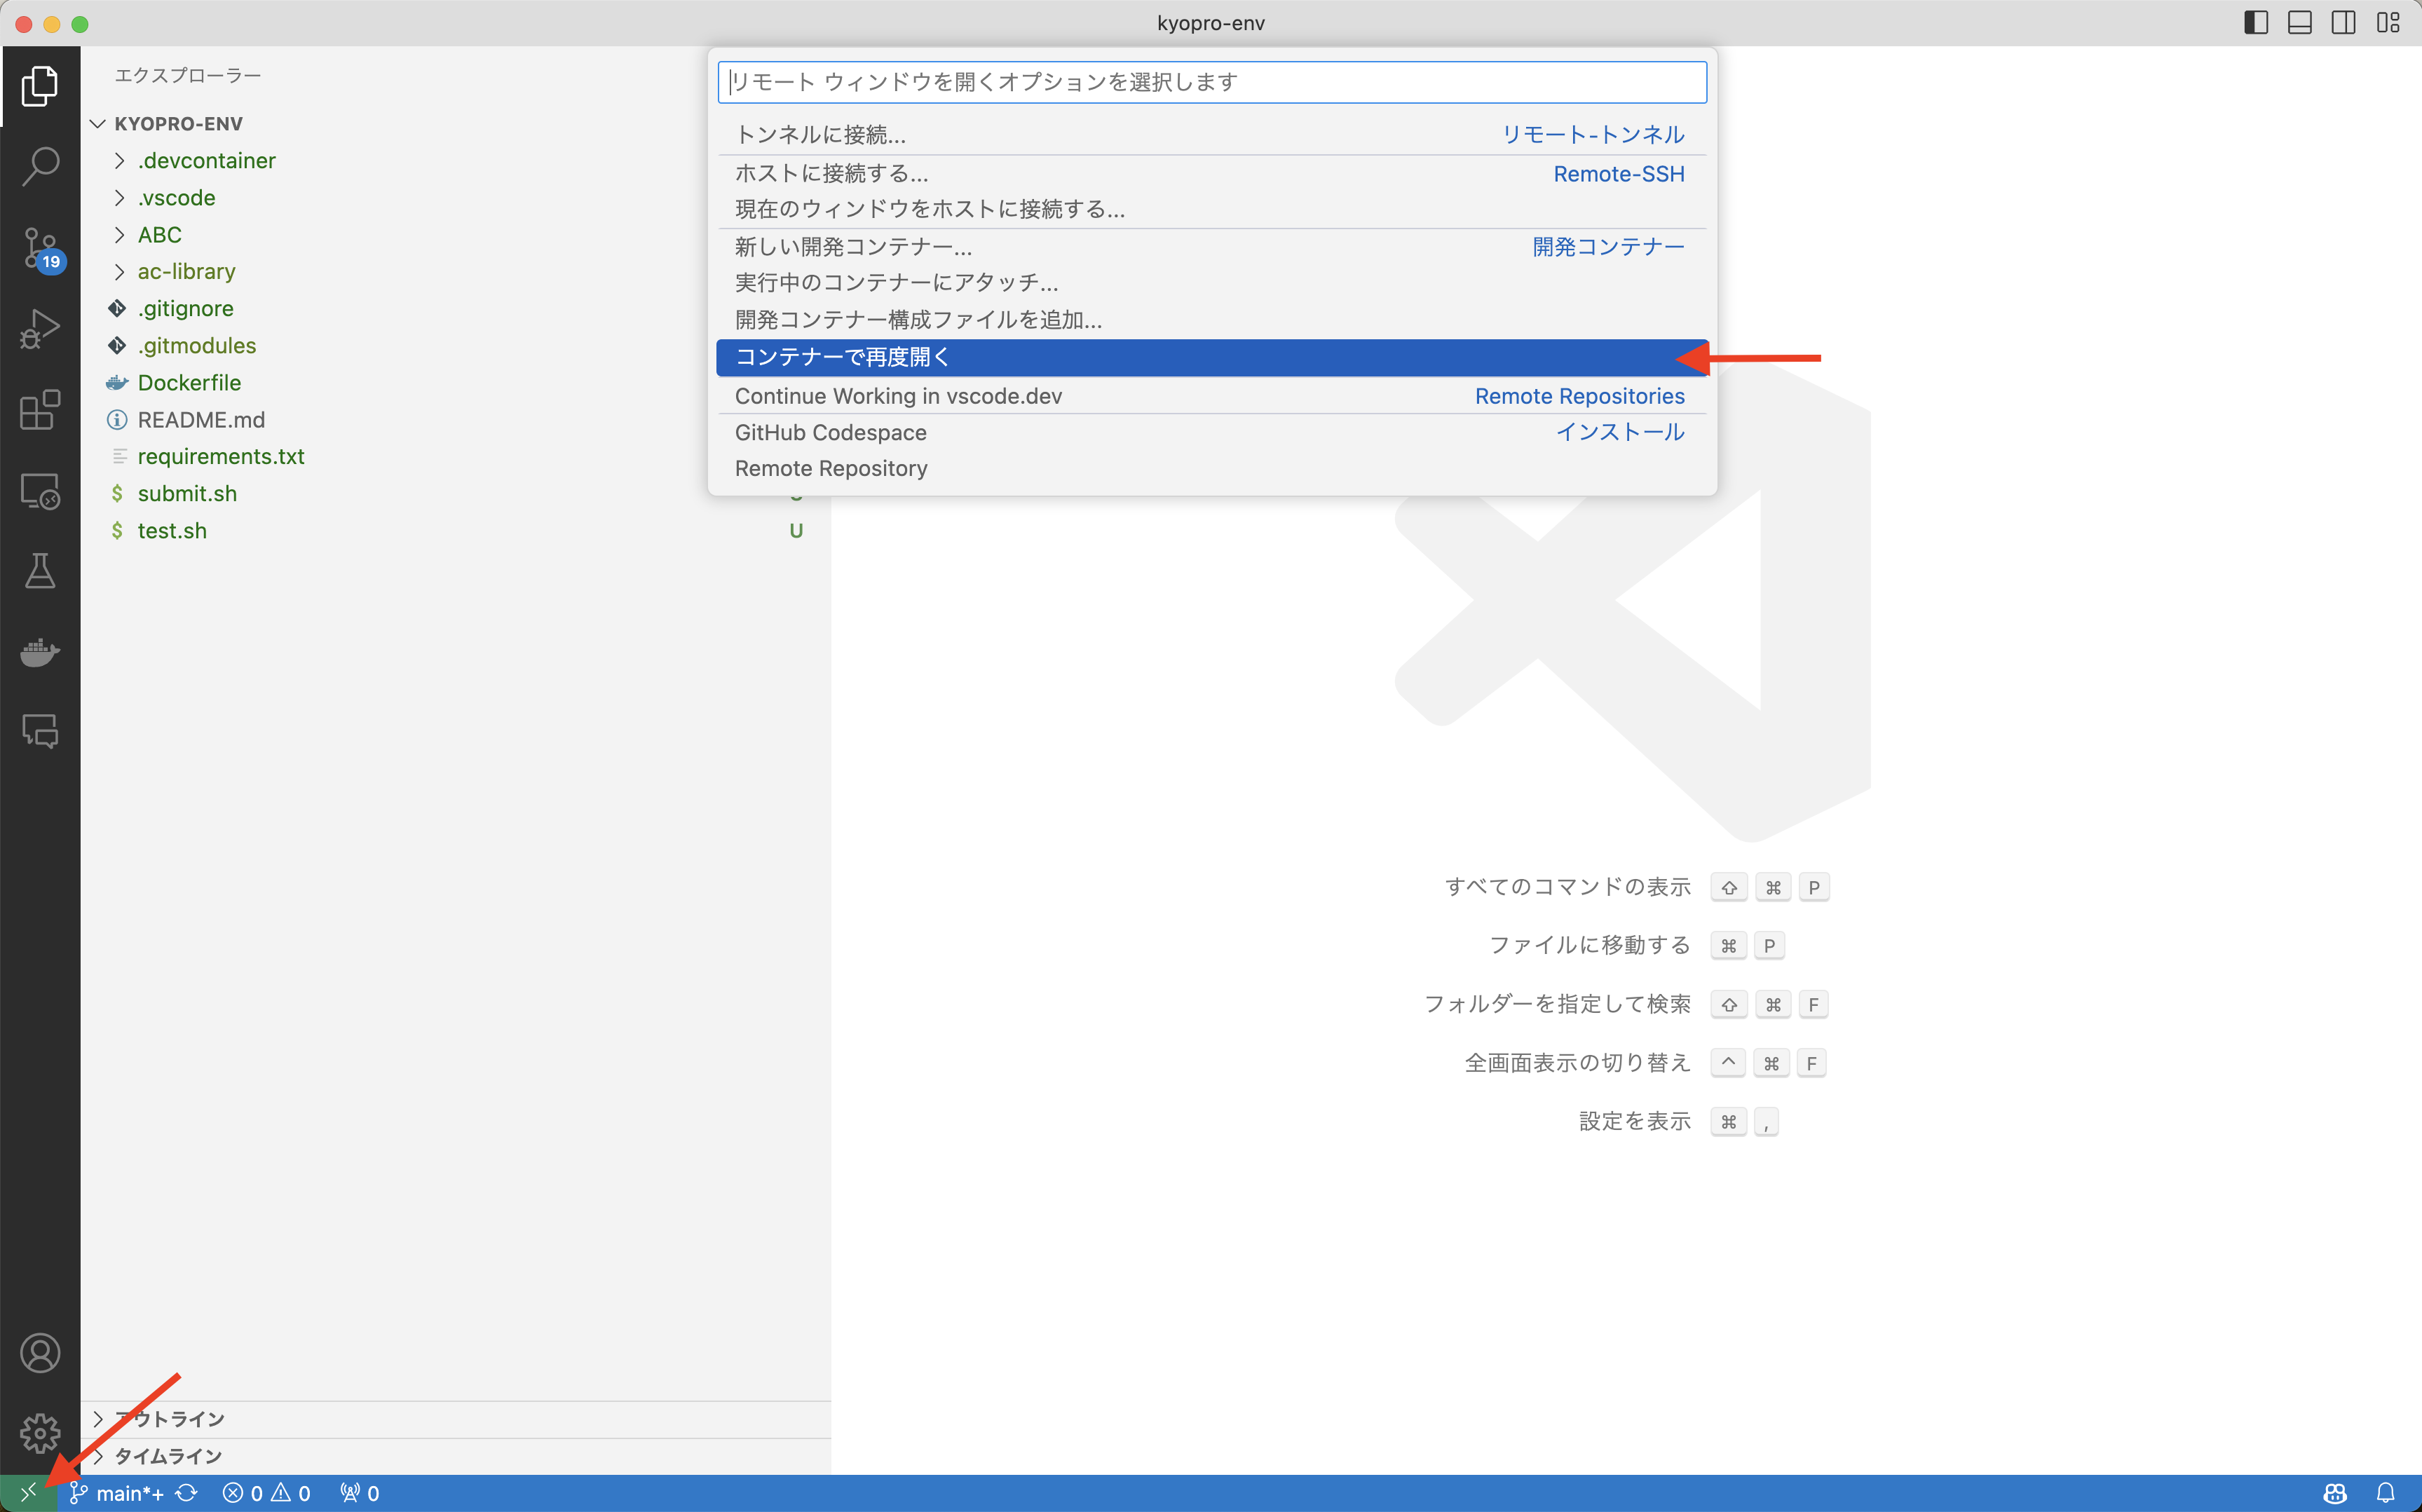 kyopro-env
エクスプローラー
KYOPRO-ENV
.devcontainer
.vscode
ABC
ac-library
.gitignore
.gitmodules
Dockerfile
README.md
requirements.txt
$ submit.sh
$ test.sh U
19
リモート ウィンドウを開くオプションを選択します
トンネルに接続... リモート-トンネル
ホストに接続する... Remote-SSH
現在のウィンドウをホストに接続する...
新しい開発コンテナー... 開発コンテナー
実行中のコンテナーにアタッチ...
開発コンテナー構成ファイルを追加...
コンテナーで再度開く
Continue Working in vscode.dev Remote Repositories
GitHub Codespace インストール
Remote Repository
すべてのコマンドの表示 ⇧ ⌘ P
ファイルに移動する ⌘ P
フォルダーを指定して検索 ⇧ ⌘ F
全画面表示の切り替え ^ ⌘ F
設定を表示 ⌘ ,
アウトライン
タイムライン
main*+ 0 0 0